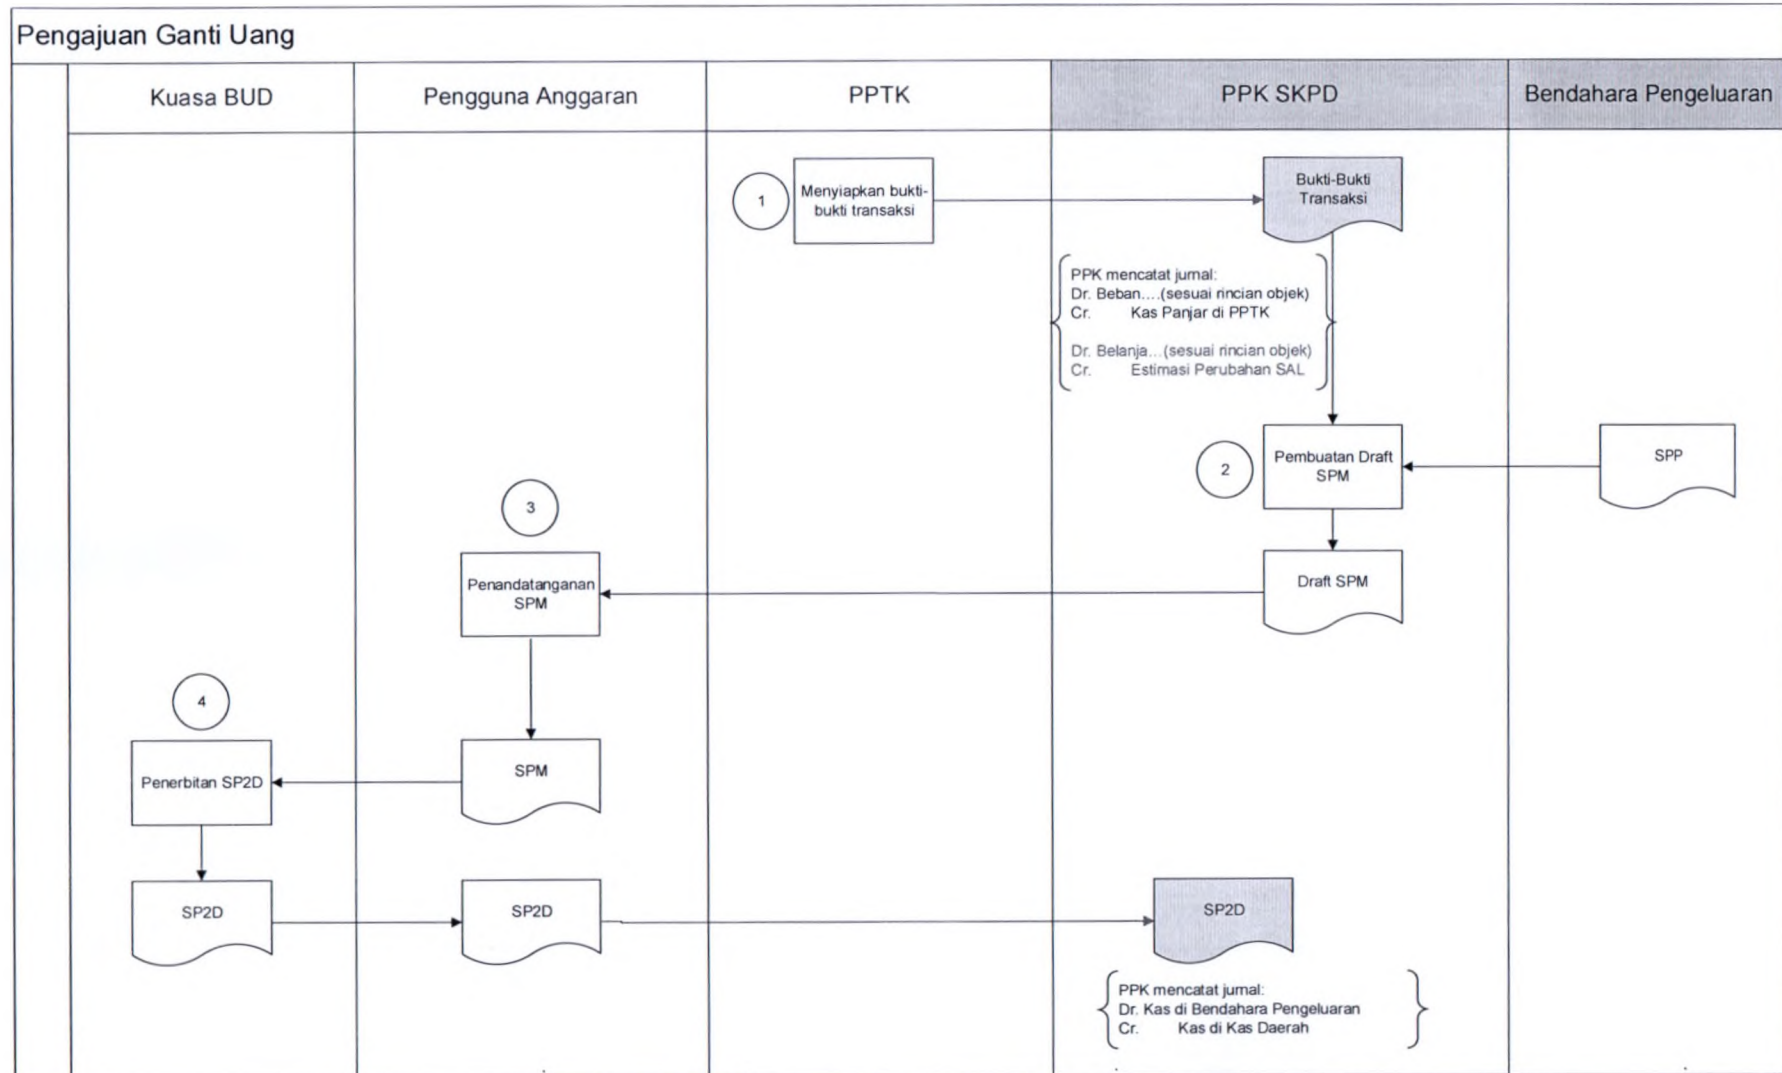 Pengajuan Ganti Uang
Kuasa BUD
Pengguna Anggaran
PPTK
PPK SKPD
Bendahara Pengeluaran
1
Menyiapkan bukti-
bukti transaksi
Bukti-Bukti
Transaksi
PPK mencatat jurnal:
Dr. Beban....(sesuai rincian objek)
Cr. Kas Panjar di PPTK
Dr. Belanja...(sesuai rincian objek)
Cr. Estimasi Perubahan SAL
2
Pembuatan Draft
SPM
SPP
3
Penandatanganan
SPM
Draft SPM
4
Penerbitan SP2D
SPM
SP2D
SP2D
SP2D
PPK mencatat jurnal:
Dr. Kas di Bendahara Pengeluaran
Cr. Kas di Kas Daerah